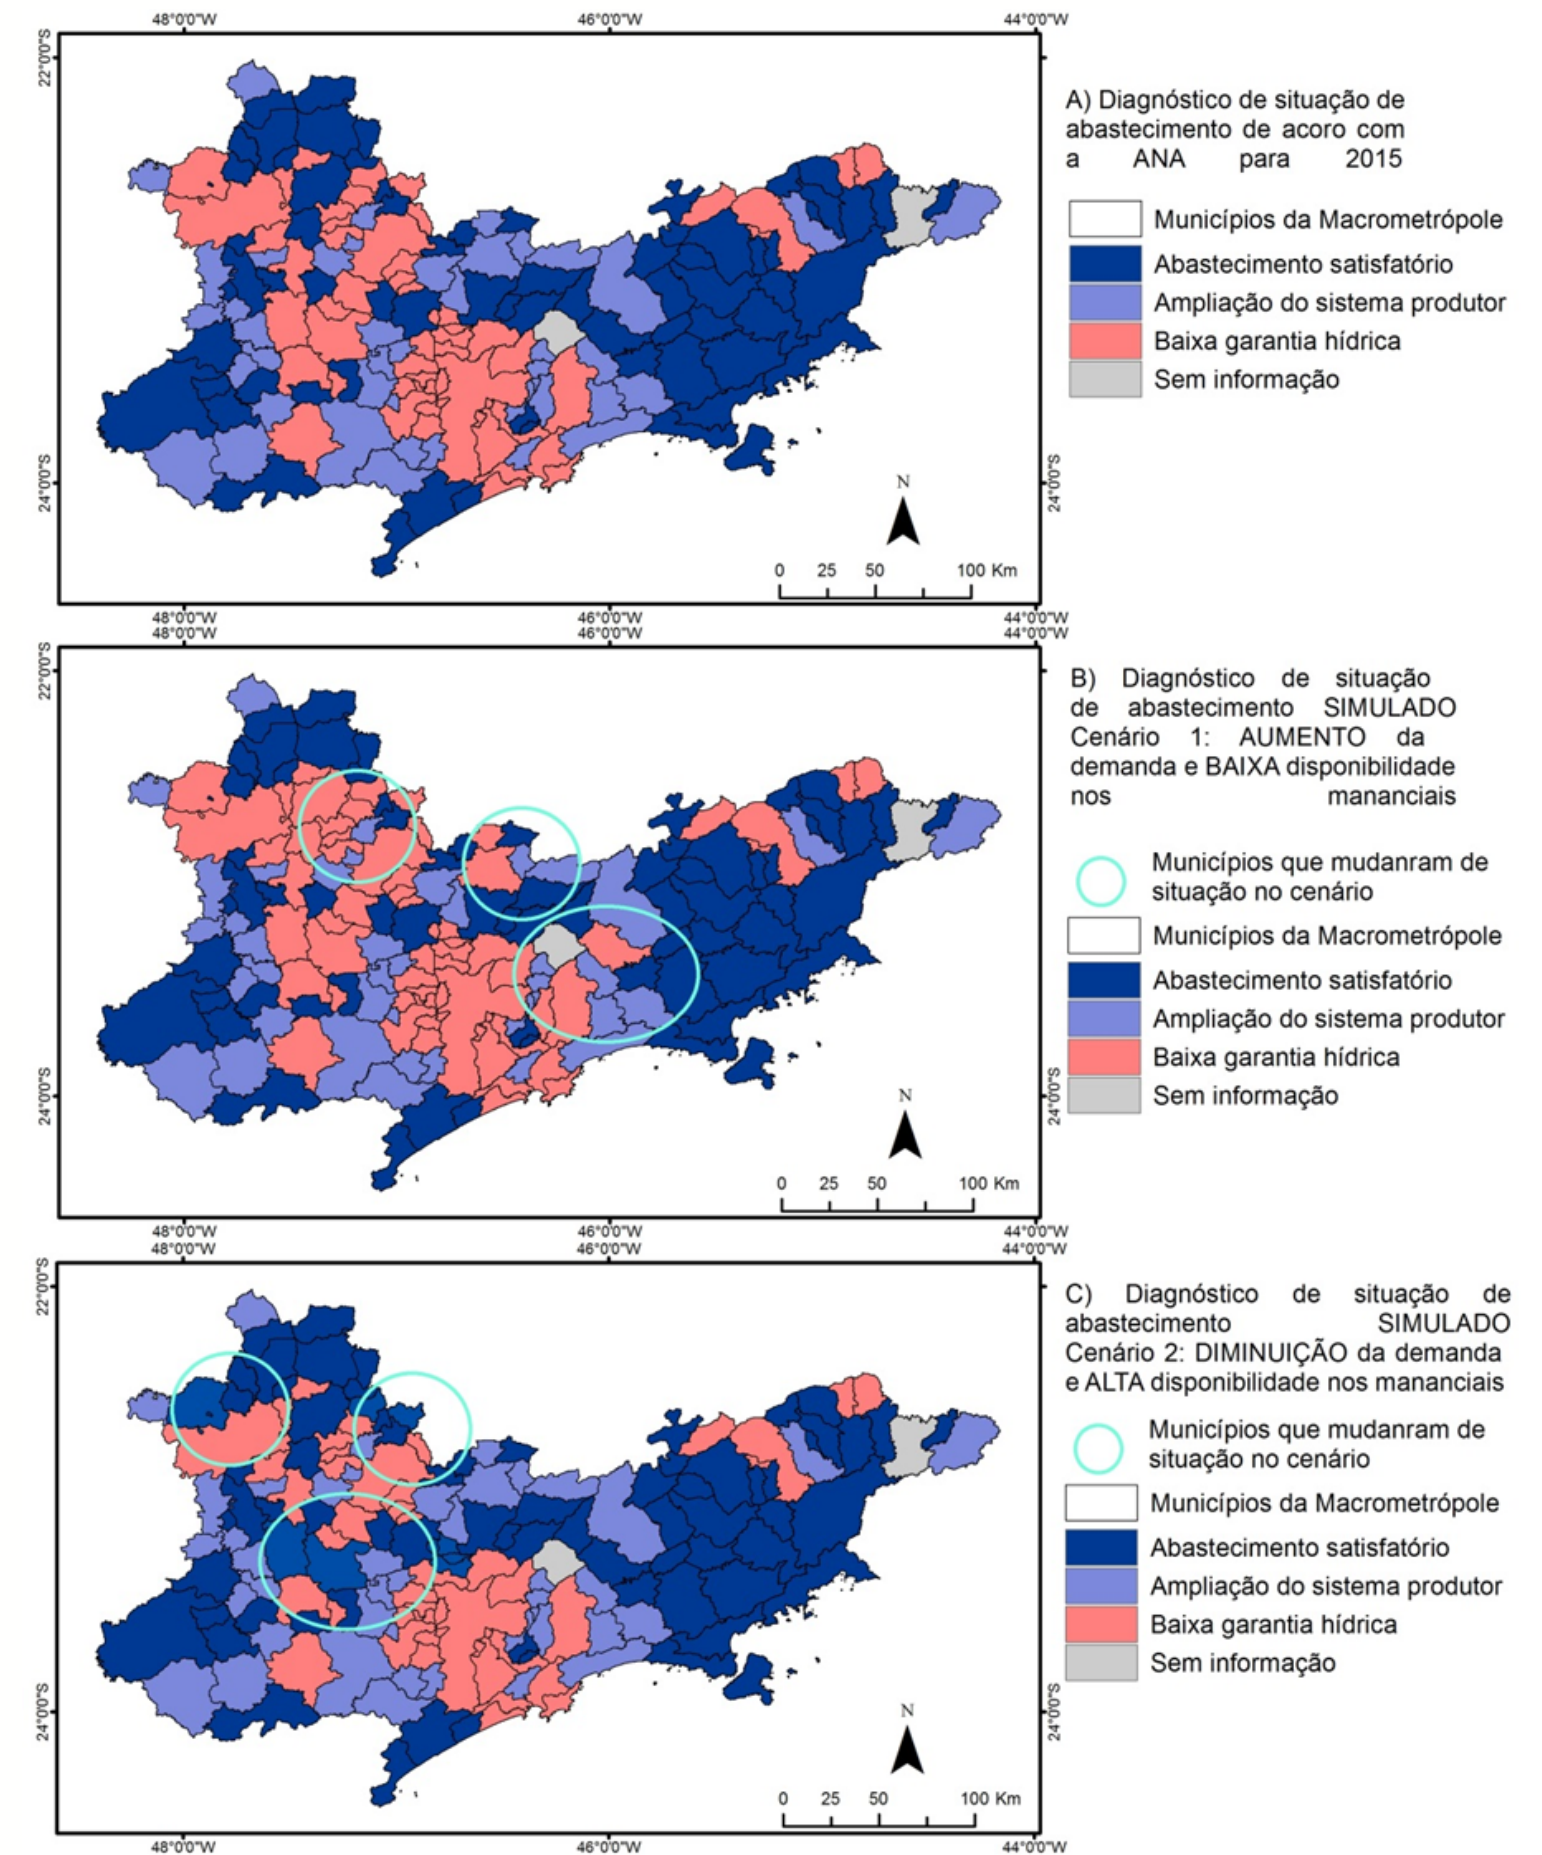 48°0'0"W 46°0'0"W 44°0'0"W
22°0'0"S
24°0'0"S
24°0'0"S
A) Diagnóstico de situação de
abastecimento de acoro com
a ANA para 2015
Municípios da Macrometrópole
Abastecimento satisfatório
Ampliação do sistema produtor
Baixa garantia hídrica
Sem informação
N
0 25 50 100 Km
48°0'0"W 46°0'0"W 44°0'0"W
48°0'0"W 46°0'0"W 44°0'0"W
22°0'0"S
24°0'0"S
24°0'0"S
B) Diagnóstico de situação
de abastecimento SIMULADO
Cenário 1: AUMENTO da
demanda e BAIXA disponibilidade
nos mananciais
Municípios que mudanram de
situação no cenário
Municípios da Macrometrópole
Abastecimento satisfatório
Ampliação do sistema produtor
Baixa garantia hídrica
Sem informação
N
0 25 50 100 Km
48°0'0"W 46°0'0"W 44°0'0"W
48°0'0"W 46°0'0"W 44°0'0"W
22°0'0"S
24°0'0"S
24°0'0"S
C) Diagnóstico de situação de
abastecimento SIMULADO
Cenário 2: DIMINUIÇÃO da demanda
e ALTA disponibilidade nos mananciais
Municípios que mudanram de
situação no cenário
Municípios da Macrometrópole
Abastecimento satisfatório
Ampliação do sistema produtor
Baixa garantia hídrica
Sem informação
N
0 25 50 100 Km
48°0'0"W 46°0'0"W 44°0'0"W